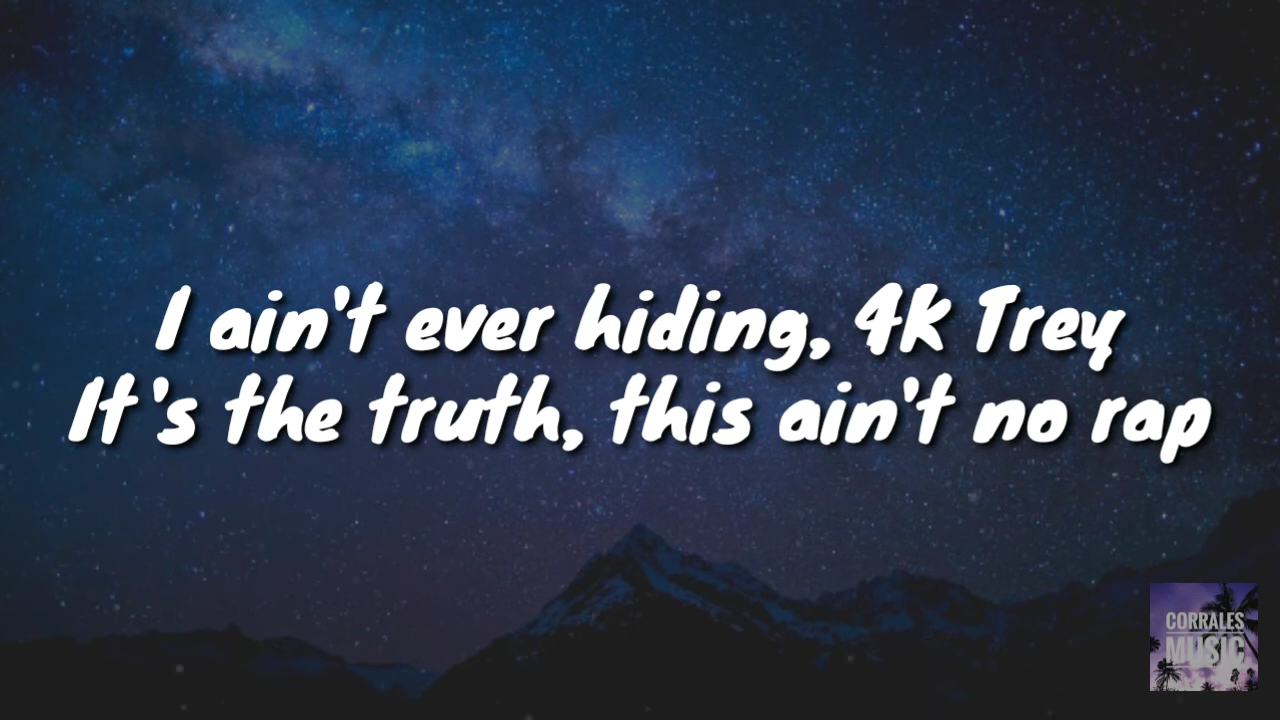 I ain't ever hiding, 4K Trey
It's the truth, this ain't no rap
CORRALES
MUSIC